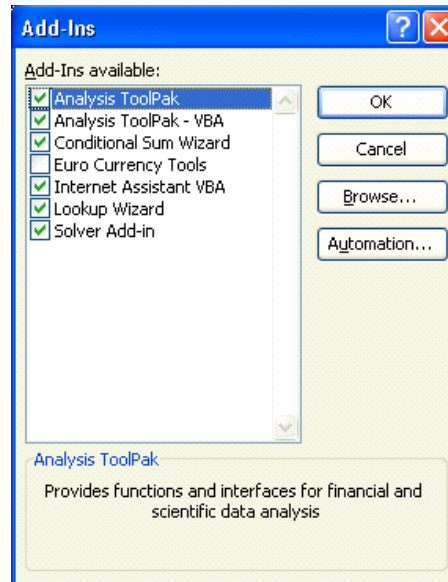 Add-Ins
Add-Ins available:
Analysis ToolPak
Analysis ToolPak - VBA
Conditional Sum Wizard
Euro Currency Tools
Internet Assistant VBA
Lookup Wizard
Solver Add-in
OK
Cancel
Browse...
Automation...
Analysis ToolPak
Provides functions and interfaces for financial and
scientific data analysis